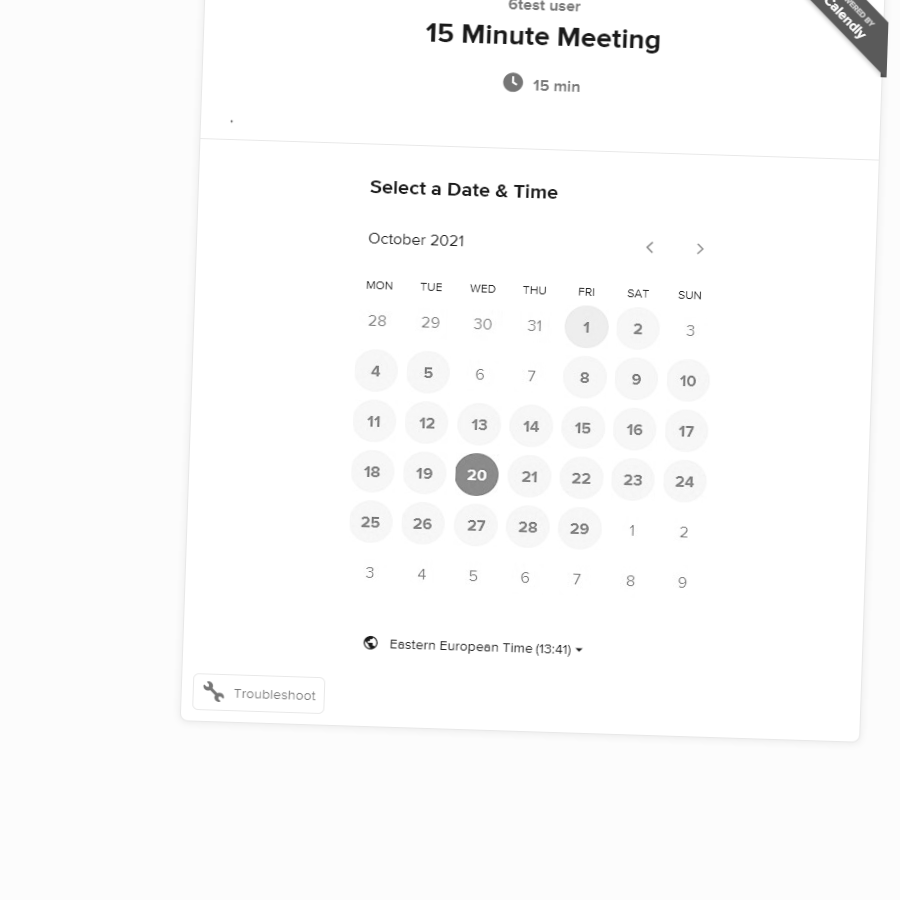 6test user
15 Minute Meeting
15 min
.
Select a Date & Time
October 2021
MON TUE WED THU FRI SAT SUN
28 29 30 31 1 2 3
4 5 6 7 8 9 10
11 12 13 14 15 16 17
18 19 20 21 22 23 24
25 26 27 28 29 1 2
3 4 5 6 7 8 9
Eastern European Time (13:41)
Troubleshoot
Calendly